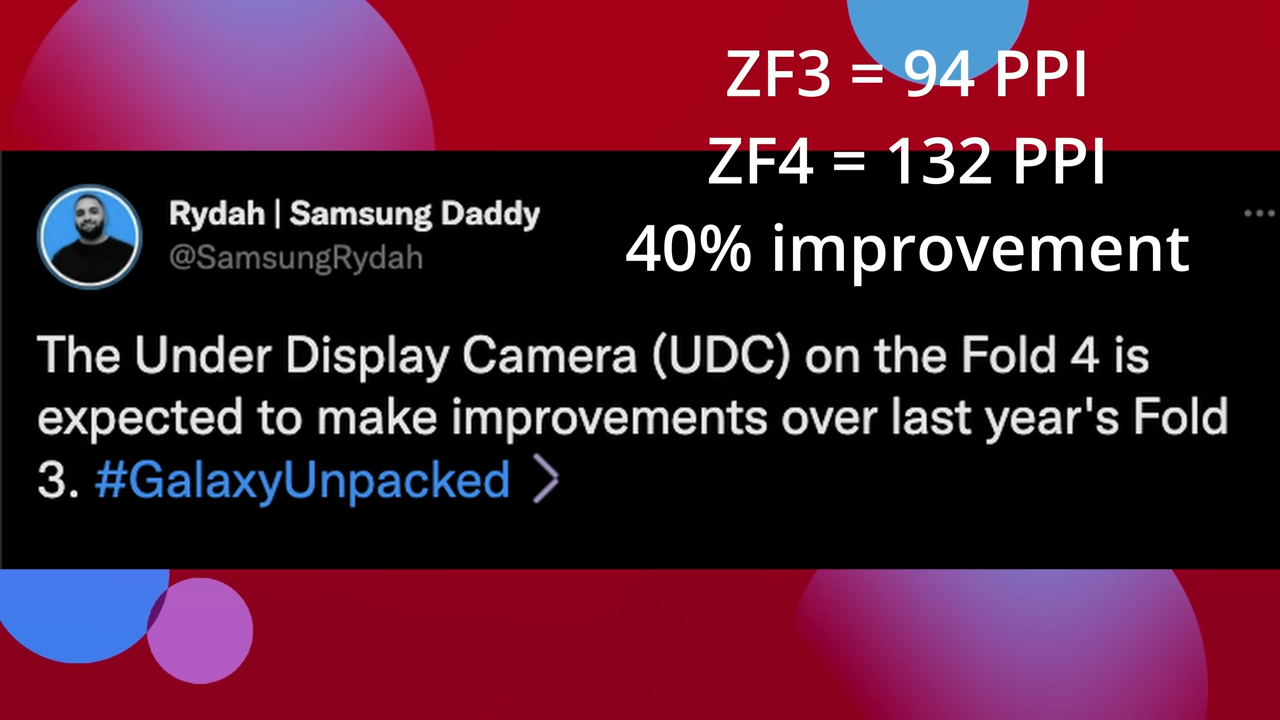 ZF3 = 94 PPI
ZF4 = 132 PPI
40% improvement
Rydah | Samsung Daddy
@SamsungRydah
The Under Display Camera (UDC) on the Fold 4 is
expected to make improvements over last year's Fold
3. #GalaxyUnpacked